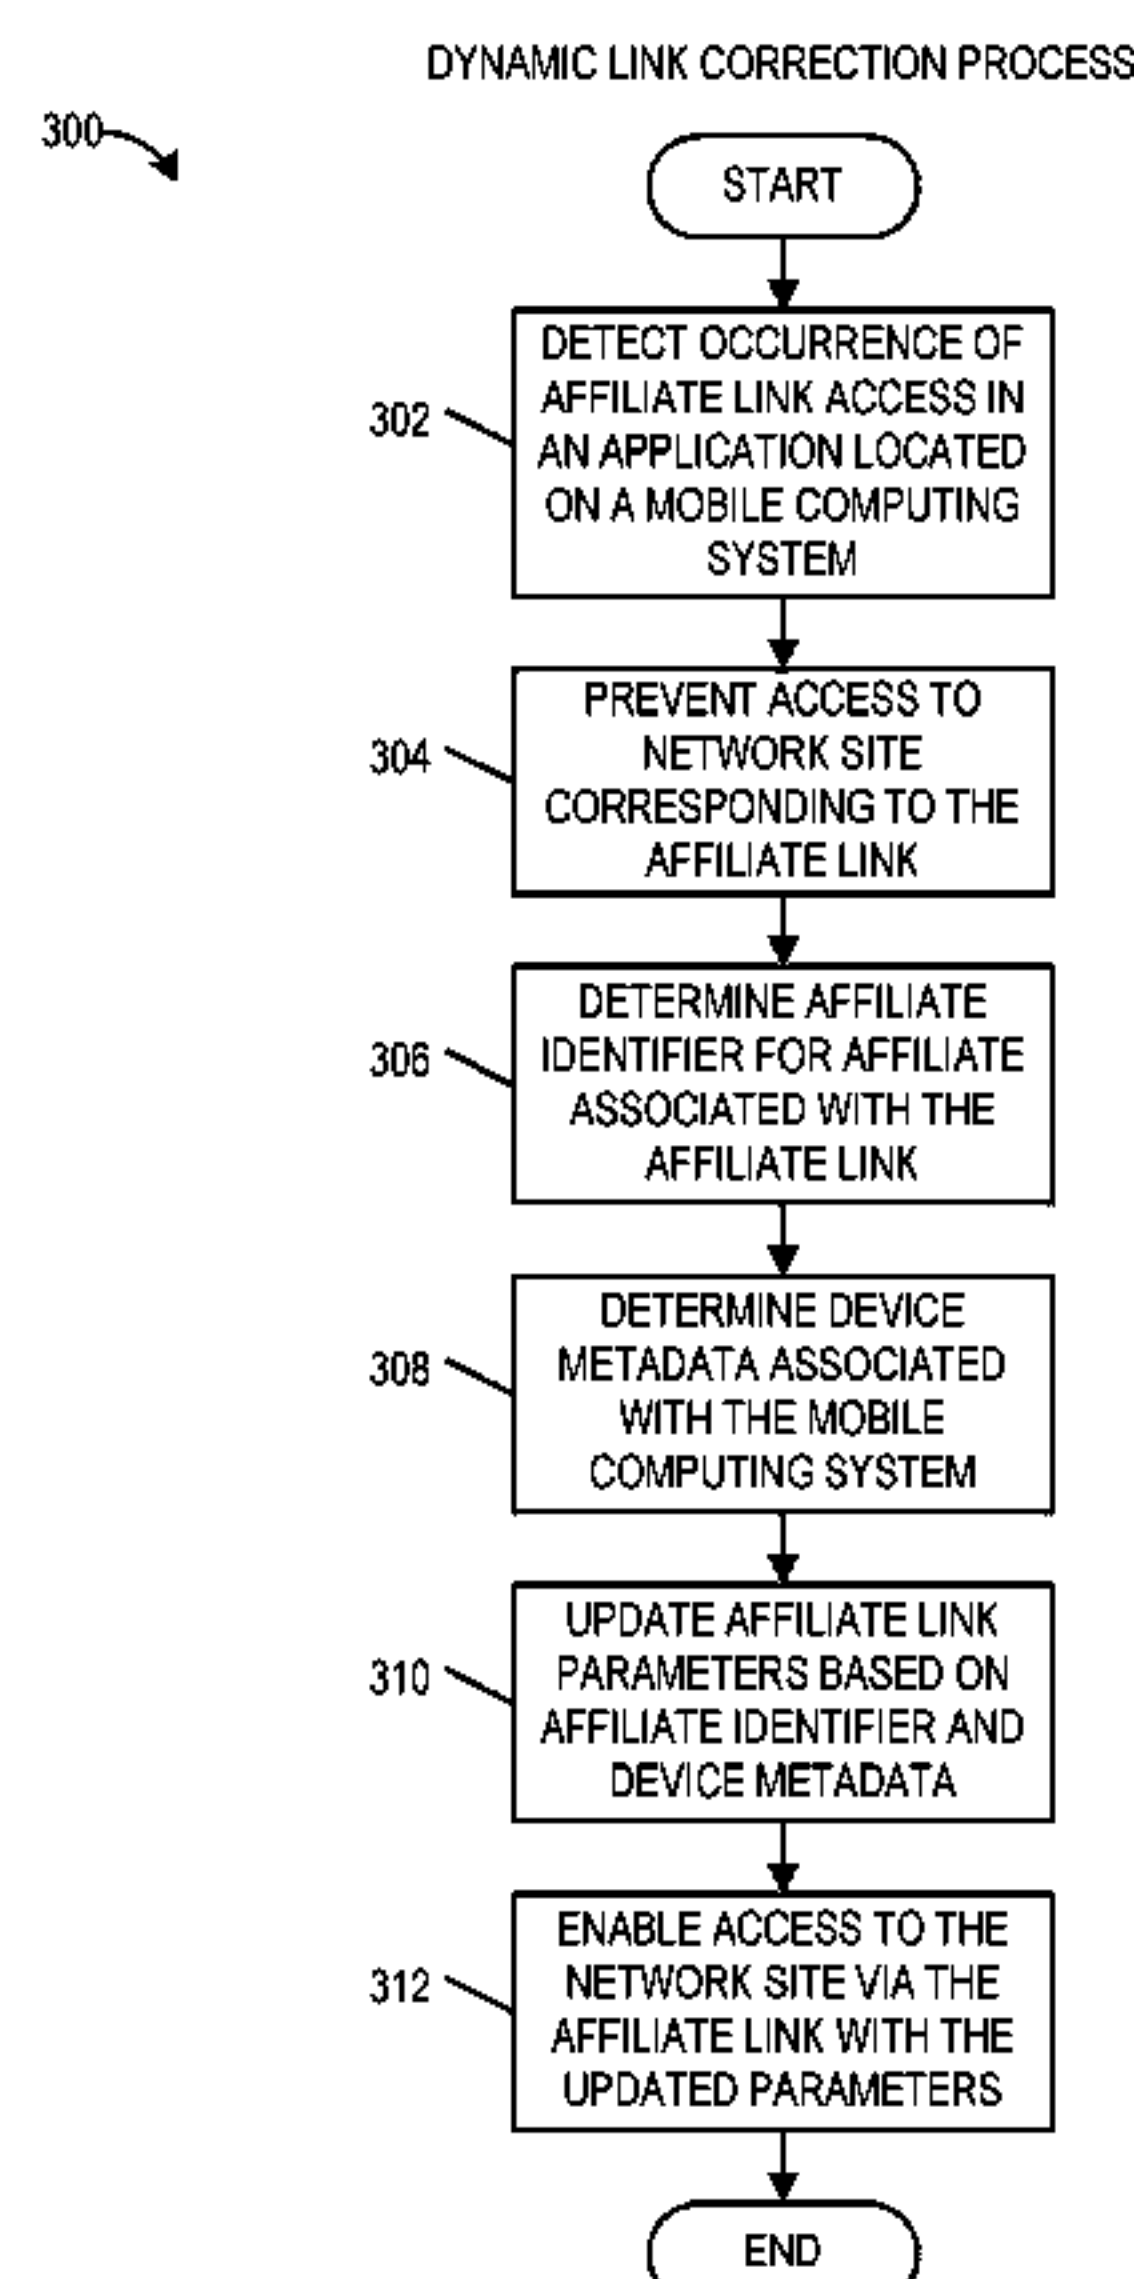 DYNAMIC LINK CORRECTION PROCESS
300
START
302
DETECT OCCURRENCE OF
AFFILIATE LINK ACCESS IN
AN APPLICATION LOCATED
ON A MOBILE COMPUTING
SYSTEM
304
PREVENT ACCESS TO
NETWORK SITE
CORRESPONDING TO THE
AFFILIATE LINK
306
DETERMINE AFFILIATE
IDENTIFIER FOR AFFILIATE
ASSOCIATED WITH THE
AFFILIATE LINK
308
DETERMINE DEVICE
METADATA ASSOCIATED
WITH THE MOBILE
COMPUTING SYSTEM
310
UPDATE AFFILIATE LINK
PARAMETERS BASED ON
AFFILIATE IDENTIFIER AND
DEVICE METADATA
312
ENABLE ACCESS TO THE
NETWORK SITE VIA THE
AFFILIATE LINK WITH THE
UPDATED PARAMETERS
END